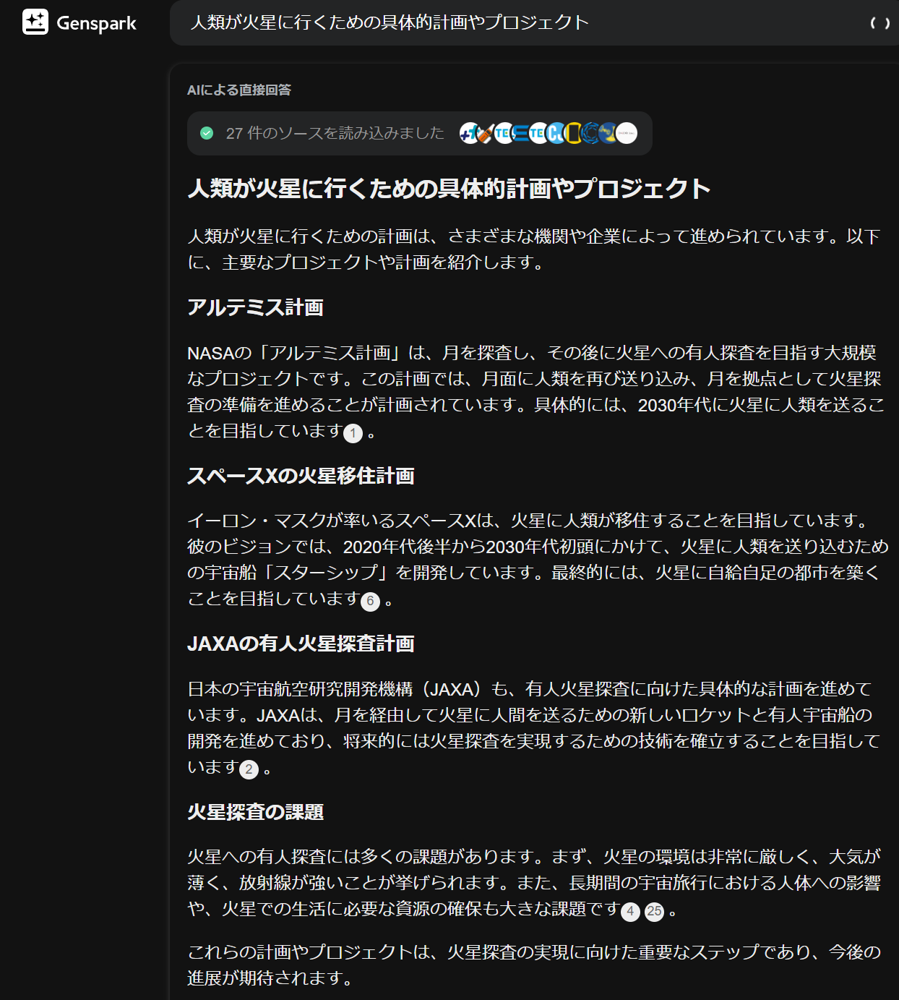 Genspark
人類が火星に行くための具体的計画やプロジェクト
AIによる直接回答
27 件のソースを読み込みました
人類が火星に行くための具体的計画やプロジェクト
人類が火星に行くための計画は、さまざまな機関や企業によって進められています。以下
に、主要なプロジェクトや計画を紹介します。
アルテミス計画
NASAの「アルテミス計画」は、月を探査し、その後に火星への有人探査を目指す大規模
なプロジェクトです。この計画では、月面に人類を再び送り込み、月を拠点として火星探
査の準備を進めることが計画されています。具体的には、2030年代に火星に人類を送るこ
とを目指しています 1 。
スペースXの火星移住計画
イーロン・マスクが率いるスペースXは、火星に人類が移住することを目指しています。
彼のビジョンでは、2020年代後半から2030年代初頭にかけて、火星に人類を送り込むため
の宇宙船「スターシップ」を開発しています。最終的には、火星に自給自足の都市を築く
ことを目指しています 6 。
JAXAの有人火星探査計画
日本の宇宙航空研究開発機構（JAXA）も、有人火星探査に向けた具体的な計画を進めて
います。JAXAは、月を経由して火星に人間を送るための新しいロケットと有人宇宙船の
開発を進めており、将来的には火星探査を実現するための技術を確立することを目指して
います 2 。
火星探査の課題
火星への有人探査には多くの課題があります。まず、火星の環境は非常に厳しく、大気が
薄く、放射線が強いことが挙げられます。また、長期間の宇宙旅行における人体への影響
や、火星での生活に必要な資源の確保も大きな課題です 4 25 。
これらの計画やプロジェクトは、火星探査の実現に向けた重要なステップであり、今後の
進展が期待されます。